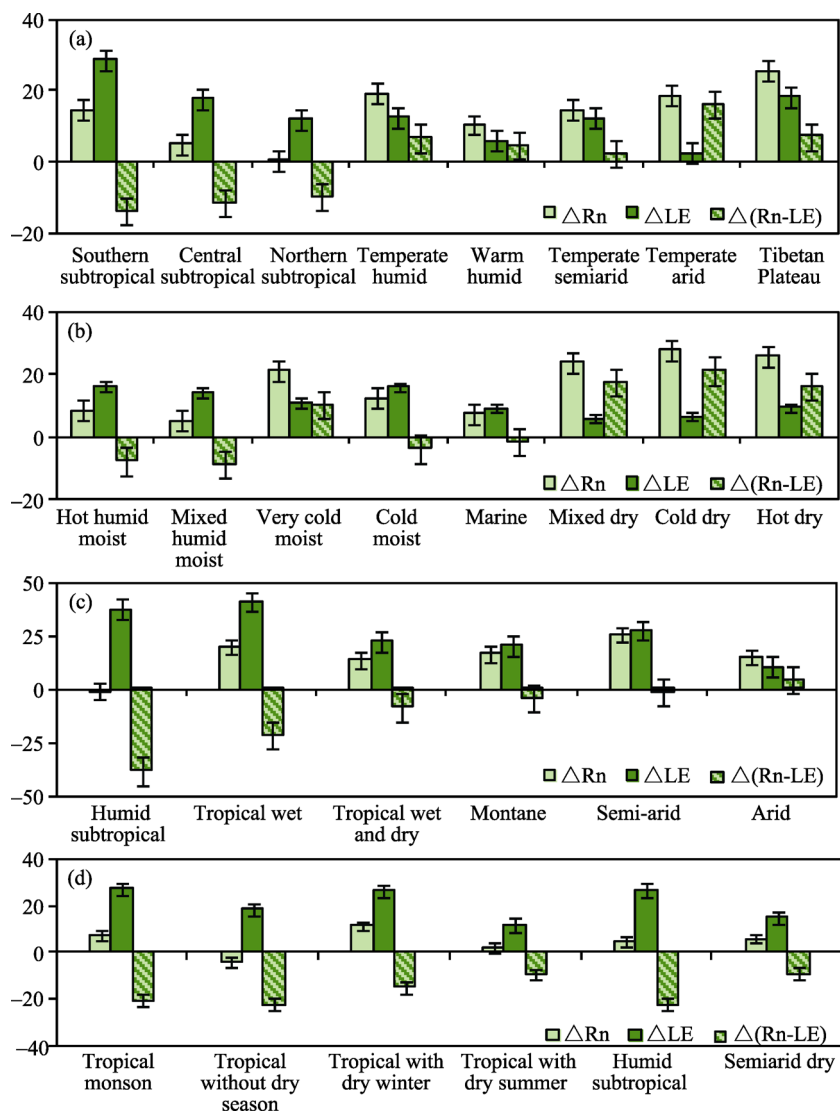 40
(a)
20
0
−20
△Rn △LE △(Rn-LE)
Southern subtropical
Central subtropical
Northern subtropical
Temperate humid
Warm humid
Temperate semiarid
Temperate arid
Tibetan Plateau
40
(b)
20
0
−20
△Rn △LE △(Rn-LE)
Hot humid moist
Mixed humid moist
Very cold moist
Cold moist
Marine
Mixed dry
Cold dry
Hot dry
50
(c)
25
0
−25
−50
△Rn △LE △(Rn-LE)
Humid subtropical
Tropical wet
Tropical wet and dry
Montane
Semi-arid
Arid
40
(d)
20
0
−20
−40
△Rn △LE △(Rn-LE)
Tropical monson
Tropical without dry season
Tropical with dry winter
Tropical with dry summer
Humid subtropical
Semiarid dry